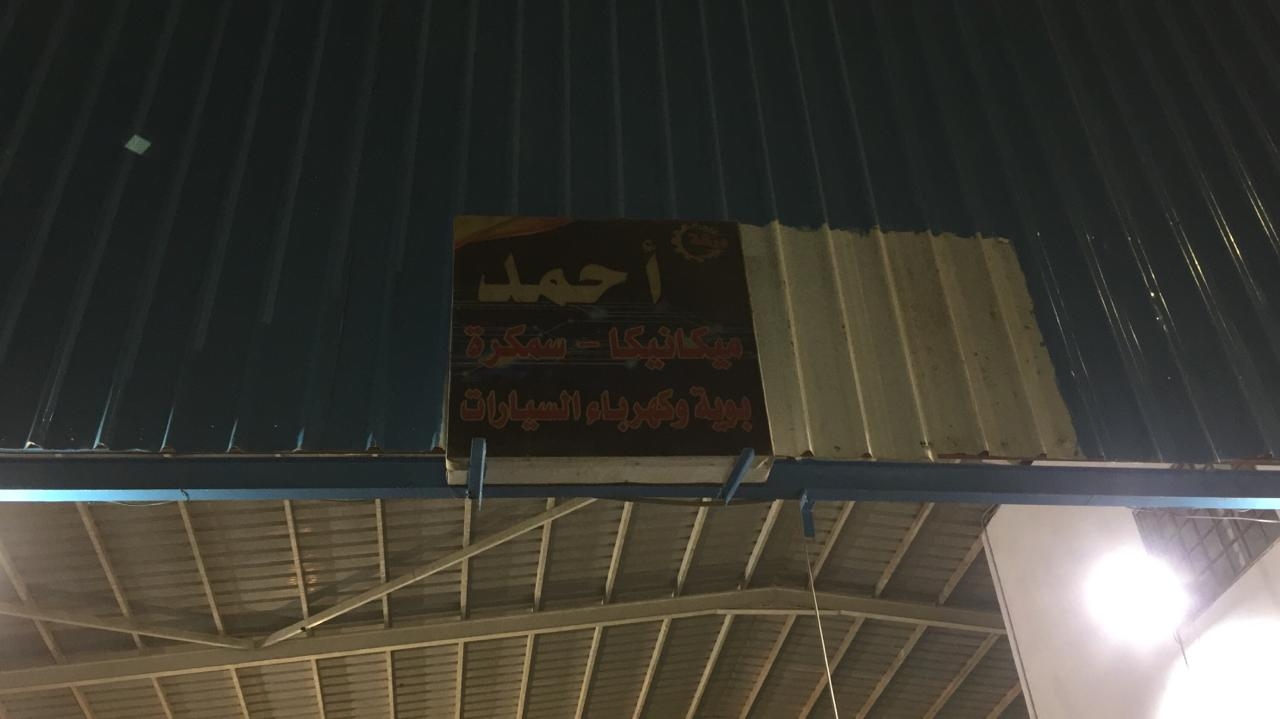 أحمد
ميكانيكا - سمكرة
بوية وكهرباء السيارات